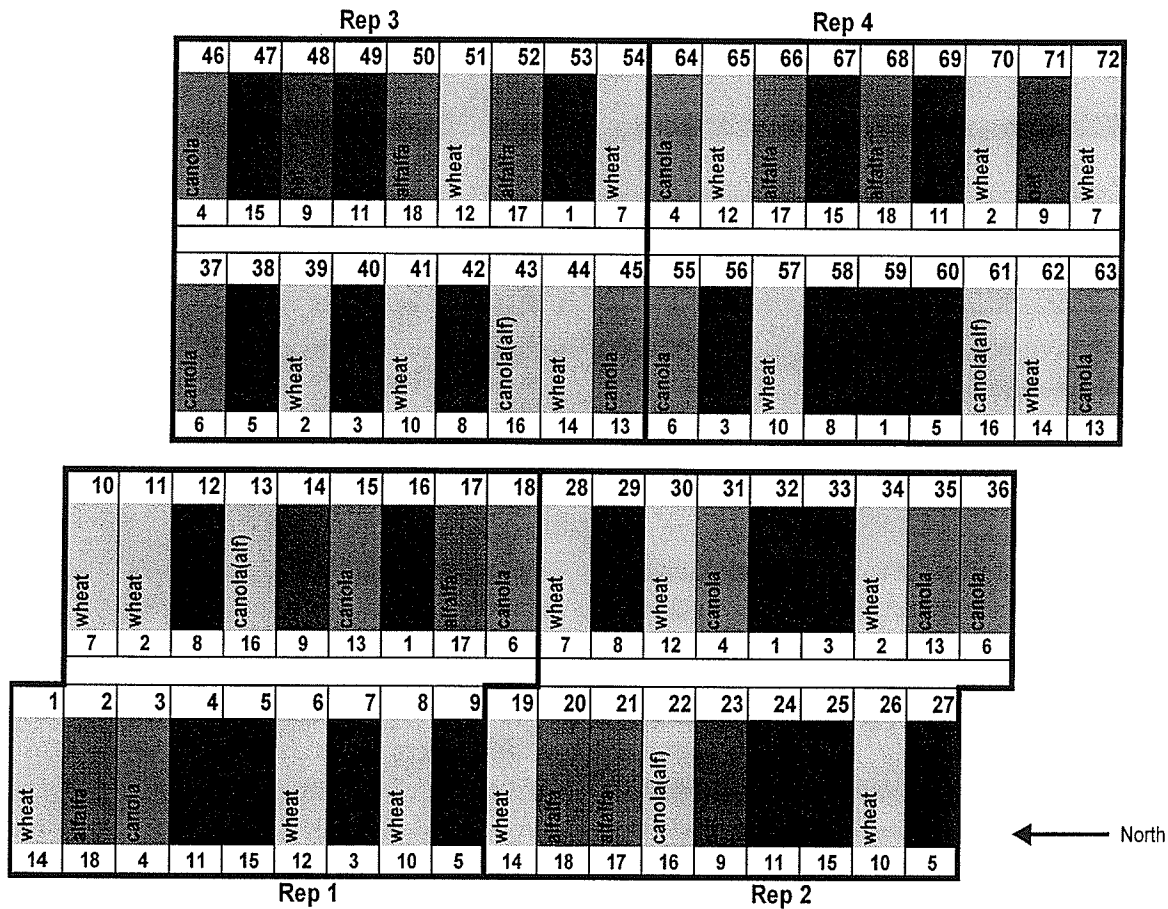 Rep 3 Rep 4
46 47 48 49 50 51 52 53 54 64 65 66 67 68 69 70 71 72
canola alfalfa wheat alfalfa wheat canola wheat alfalfa alfalfa wheat wheat
4 15 9 11 18 12 17 1 7 4 12 17 15 18 11 2 9 7
37 38 39 40 41 42 43 44 45 55 56 57 58 59 60 61 62 63
canola wheat wheat canola(alf) wheat canola wheat canola(alf) wheat canola
6 5 2 3 10 8 16 14 13 6 3 10 8 1 5 16 14 13
10 11 12 13 14 15 16 17 18 28 29 30 31 32 33 34 35 36
wheat wheat canola(alf) canola alfalfa canola wheat wheat canola wheat canola canola
7 2 8 16 9 13 1 17 6 7 8 12 4 1 3 2 13 6
1 2 3 4 5 6 7 8 9 19 20 21 22 23 24 25 26 27
wheat alfalfa canola wheat wheat wheat alfalfa alfalfa canola(alf) wheat
14 18 4 11 15 12 3 10 5 14 18 17 16 9 11 15 10 5
North
Rep 1 Rep 2